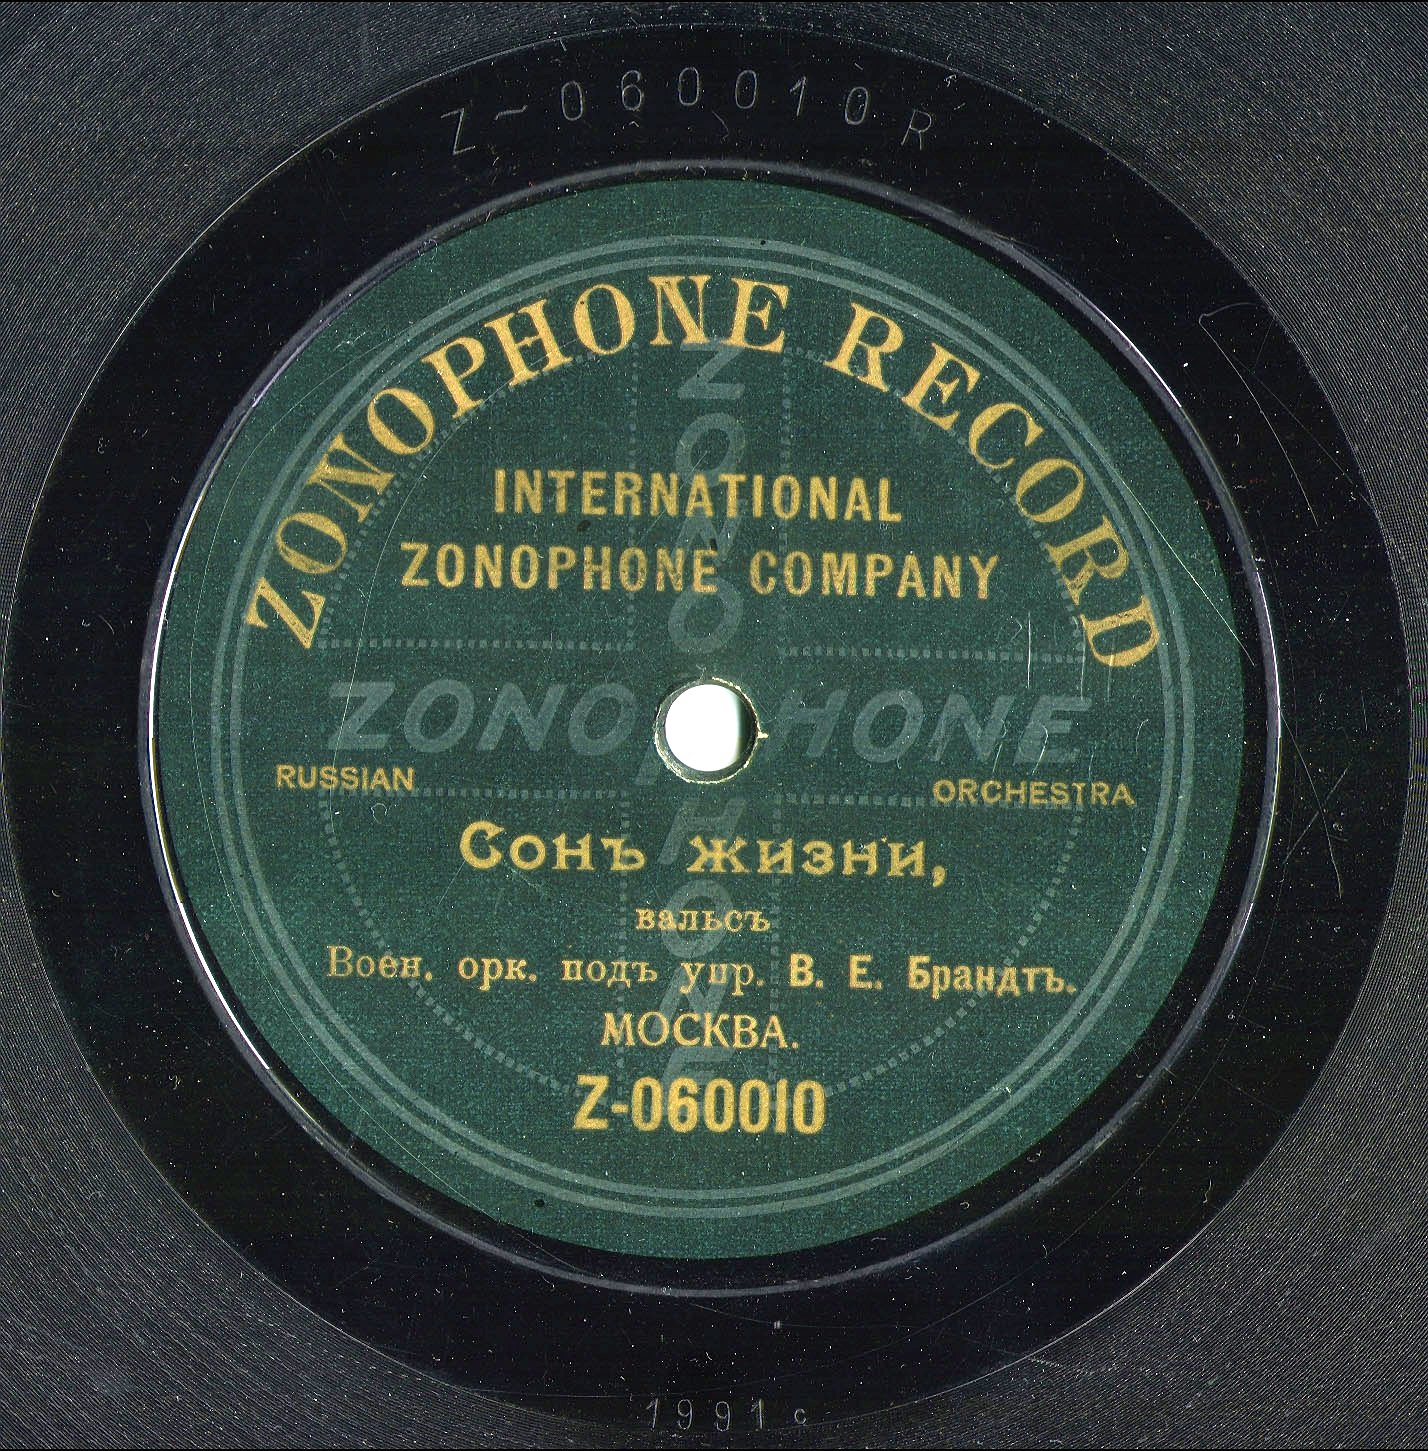 Z-060010 R
ZONOPHONE RECORD
ZONOPHONE
INTERNATIONAL
ZONOPHONE COMPANY
ZONOPHONE
RUSSIAN ORCHESTRA
Сонъ жизни,
вальсъ
Воен. орк. подъ упр. В. Е. Брандтъ.
МОСКВА.
Z-060010
1991 c